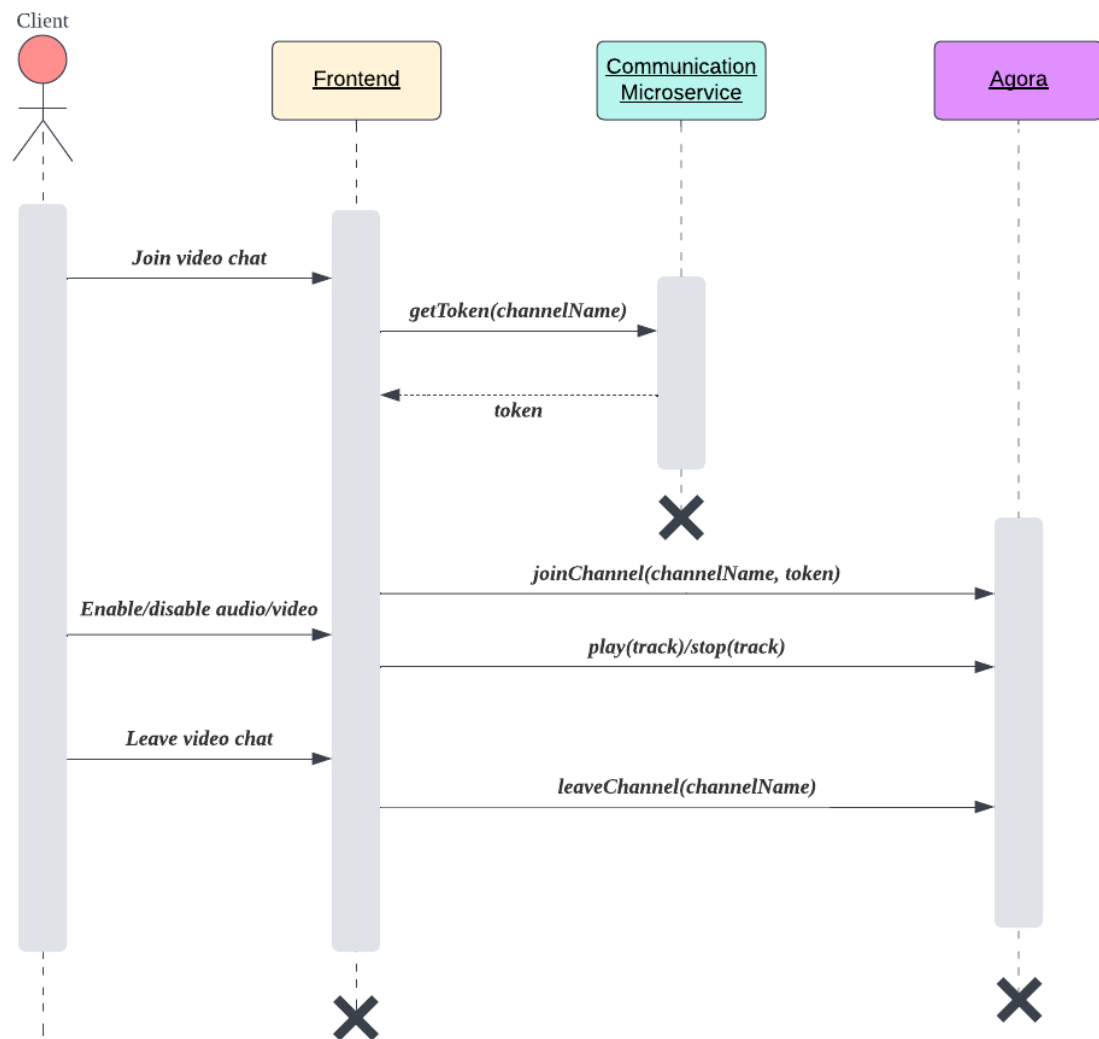 Client
Frontend
Communication
Microservice
Agora
Join video chat
getToken(channelName)
token
joinChannel(channelName, token)
Enable/disable audio/video
play(track)/stop(track)
Leave video chat
leaveChannel(channelName)